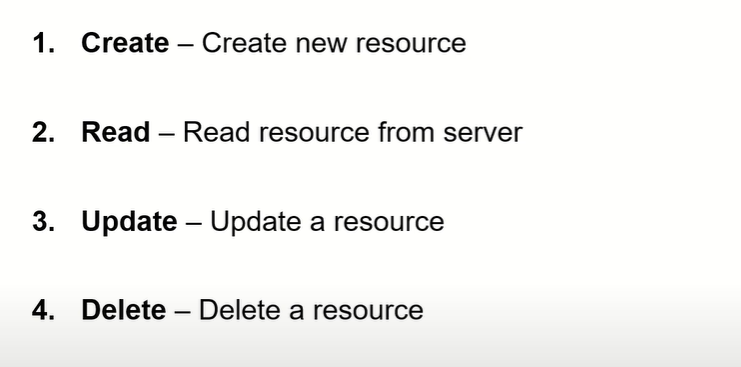 1. Create – Create new resource
2. Read – Read resource from server
3. Update – Update a resource
4. Delete – Delete a resource